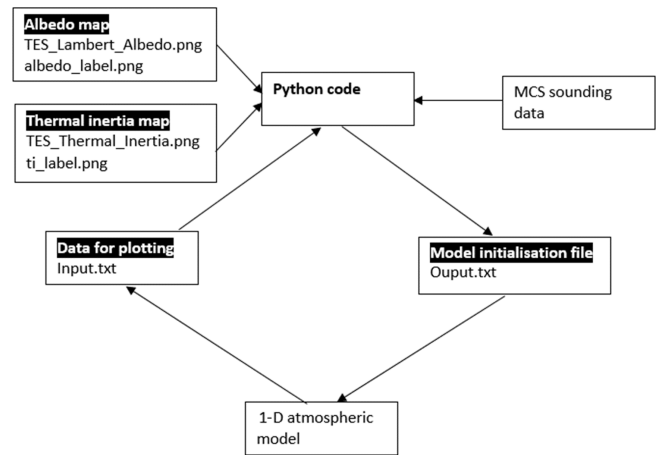 Albedo map
TES_Lambert_Albedo.png
albedo_label.png
Python code
MCS sounding
data
Thermal inertia map
TES_Thermal_Inertia.png
ti_label.png
Data for plotting
Input.txt
Model initialisation file
Ouput.txt
1-D atmospheric
model